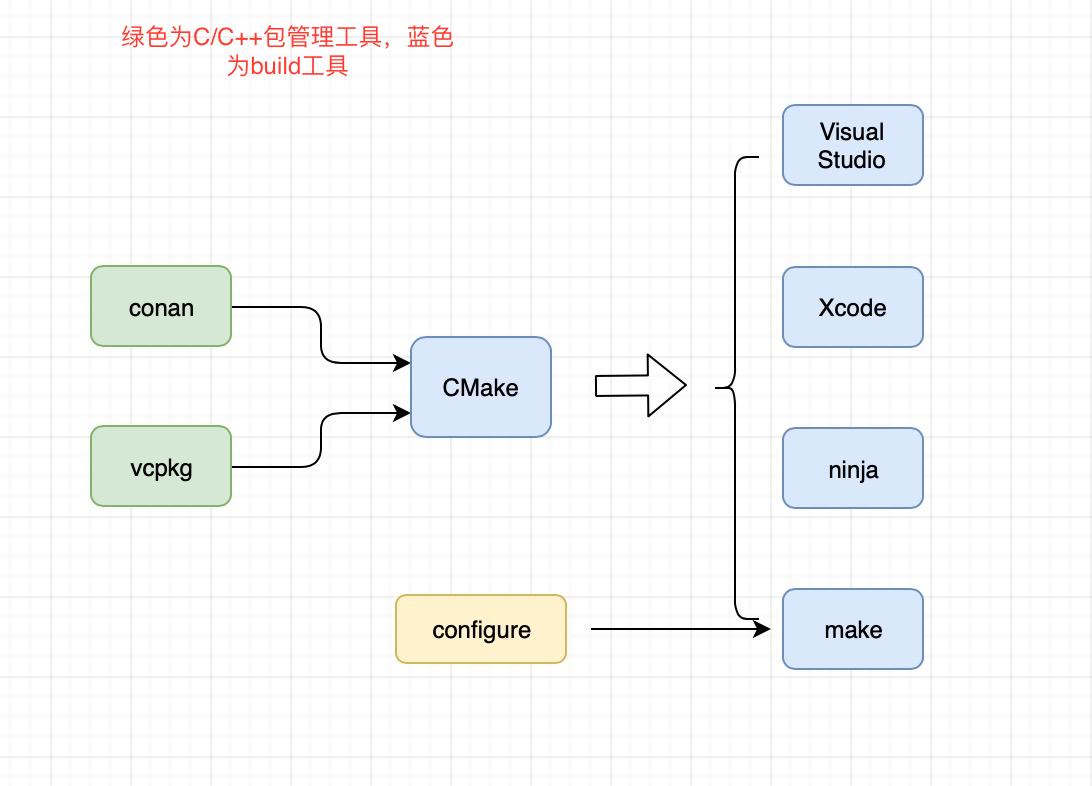 绿色为C/C++包管理工具，蓝色
为build工具
Visual
Studio
conan
Xcode
CMake
vcpkg
ninja
configure
make